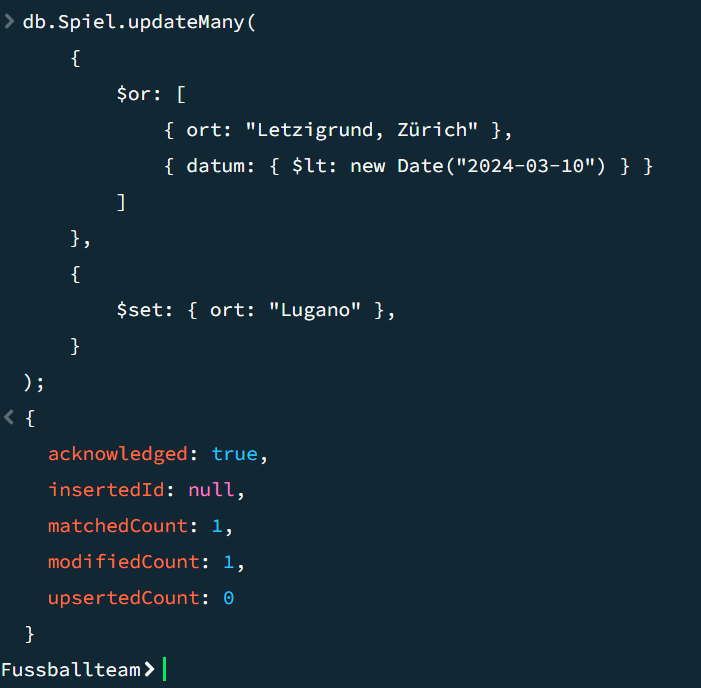 > db.Spiel.updateMany(
    {
        $or: [
            { ort: "Letzigrund, Zürich" },
            { datum: { $lt: new Date("2024-03-10") } }
        ]
    },
    {
        $set: { ort: "Lugano" },
    }
);
< {
  acknowledged: true,
  insertedId: null,
  matchedCount: 1,
  modifiedCount: 1,
  upsertedCount: 0
}
Fussballteam>